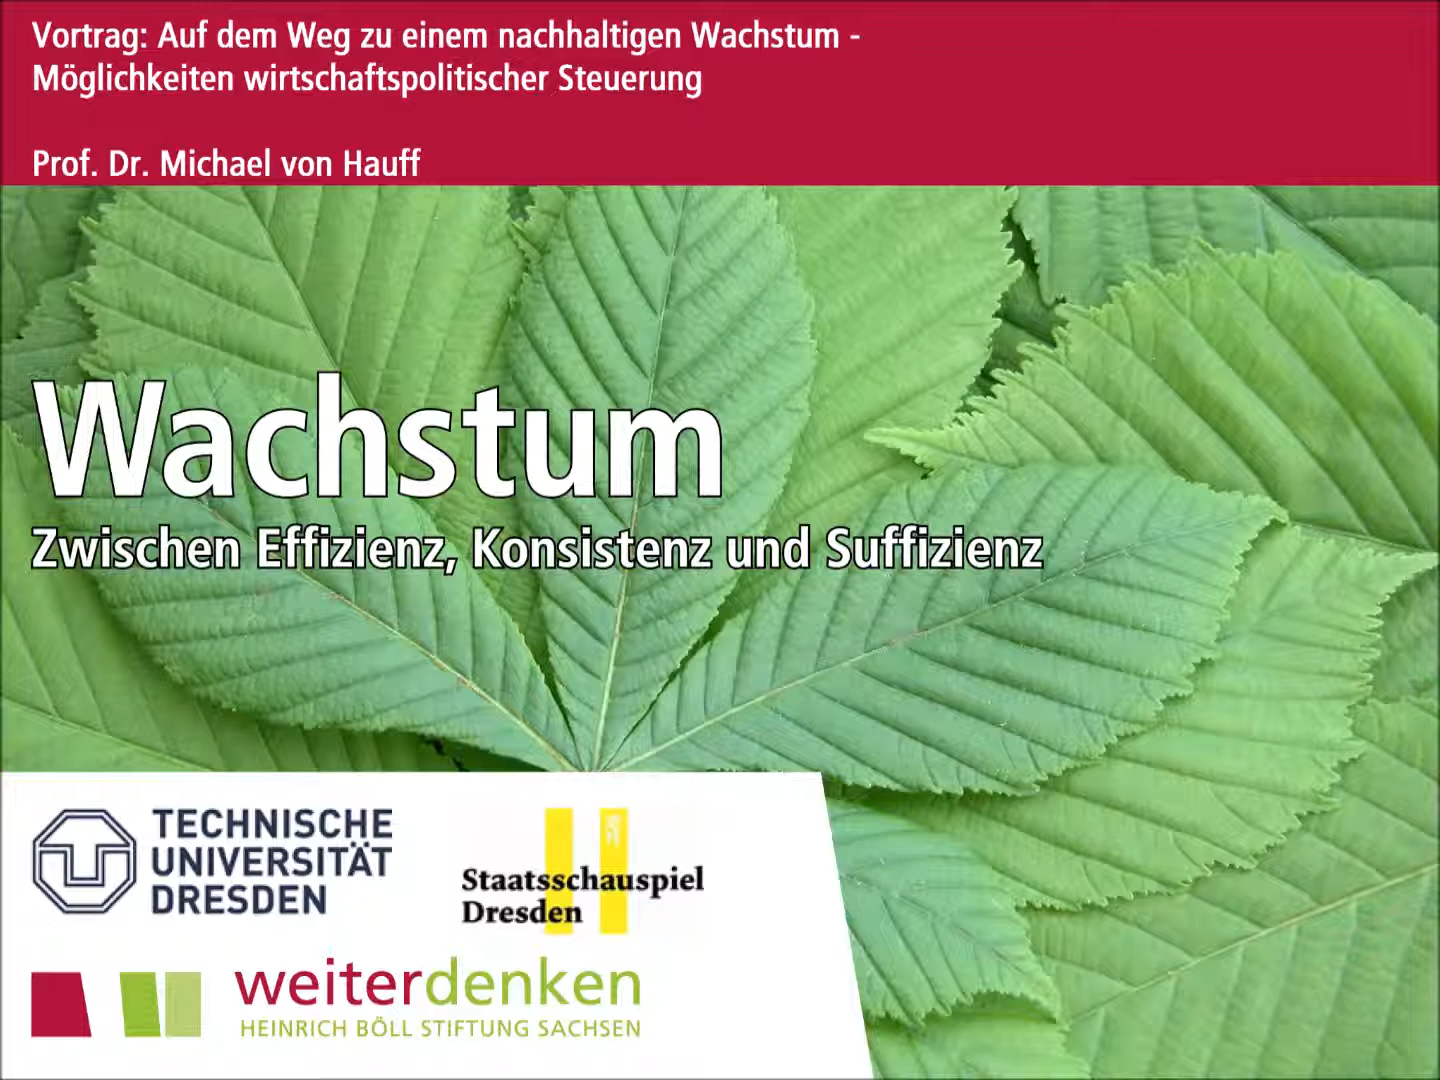 Vortrag: Auf dem Weg zu einem nachhaltigen Wachstum -
Möglichkeiten wirtschaftspolitischer Steuerung
Prof. Dr. Michael von Hauff
Wachstum
Zwischen Effizienz, Konsistenz und Suffizienz
TECHNISCHE
UNIVERSITÄT
DRESDEN
Staatsschauspiel
Dresden
weiterdenken
HEINRICH BÖLL STIFTUNG SACHSEN